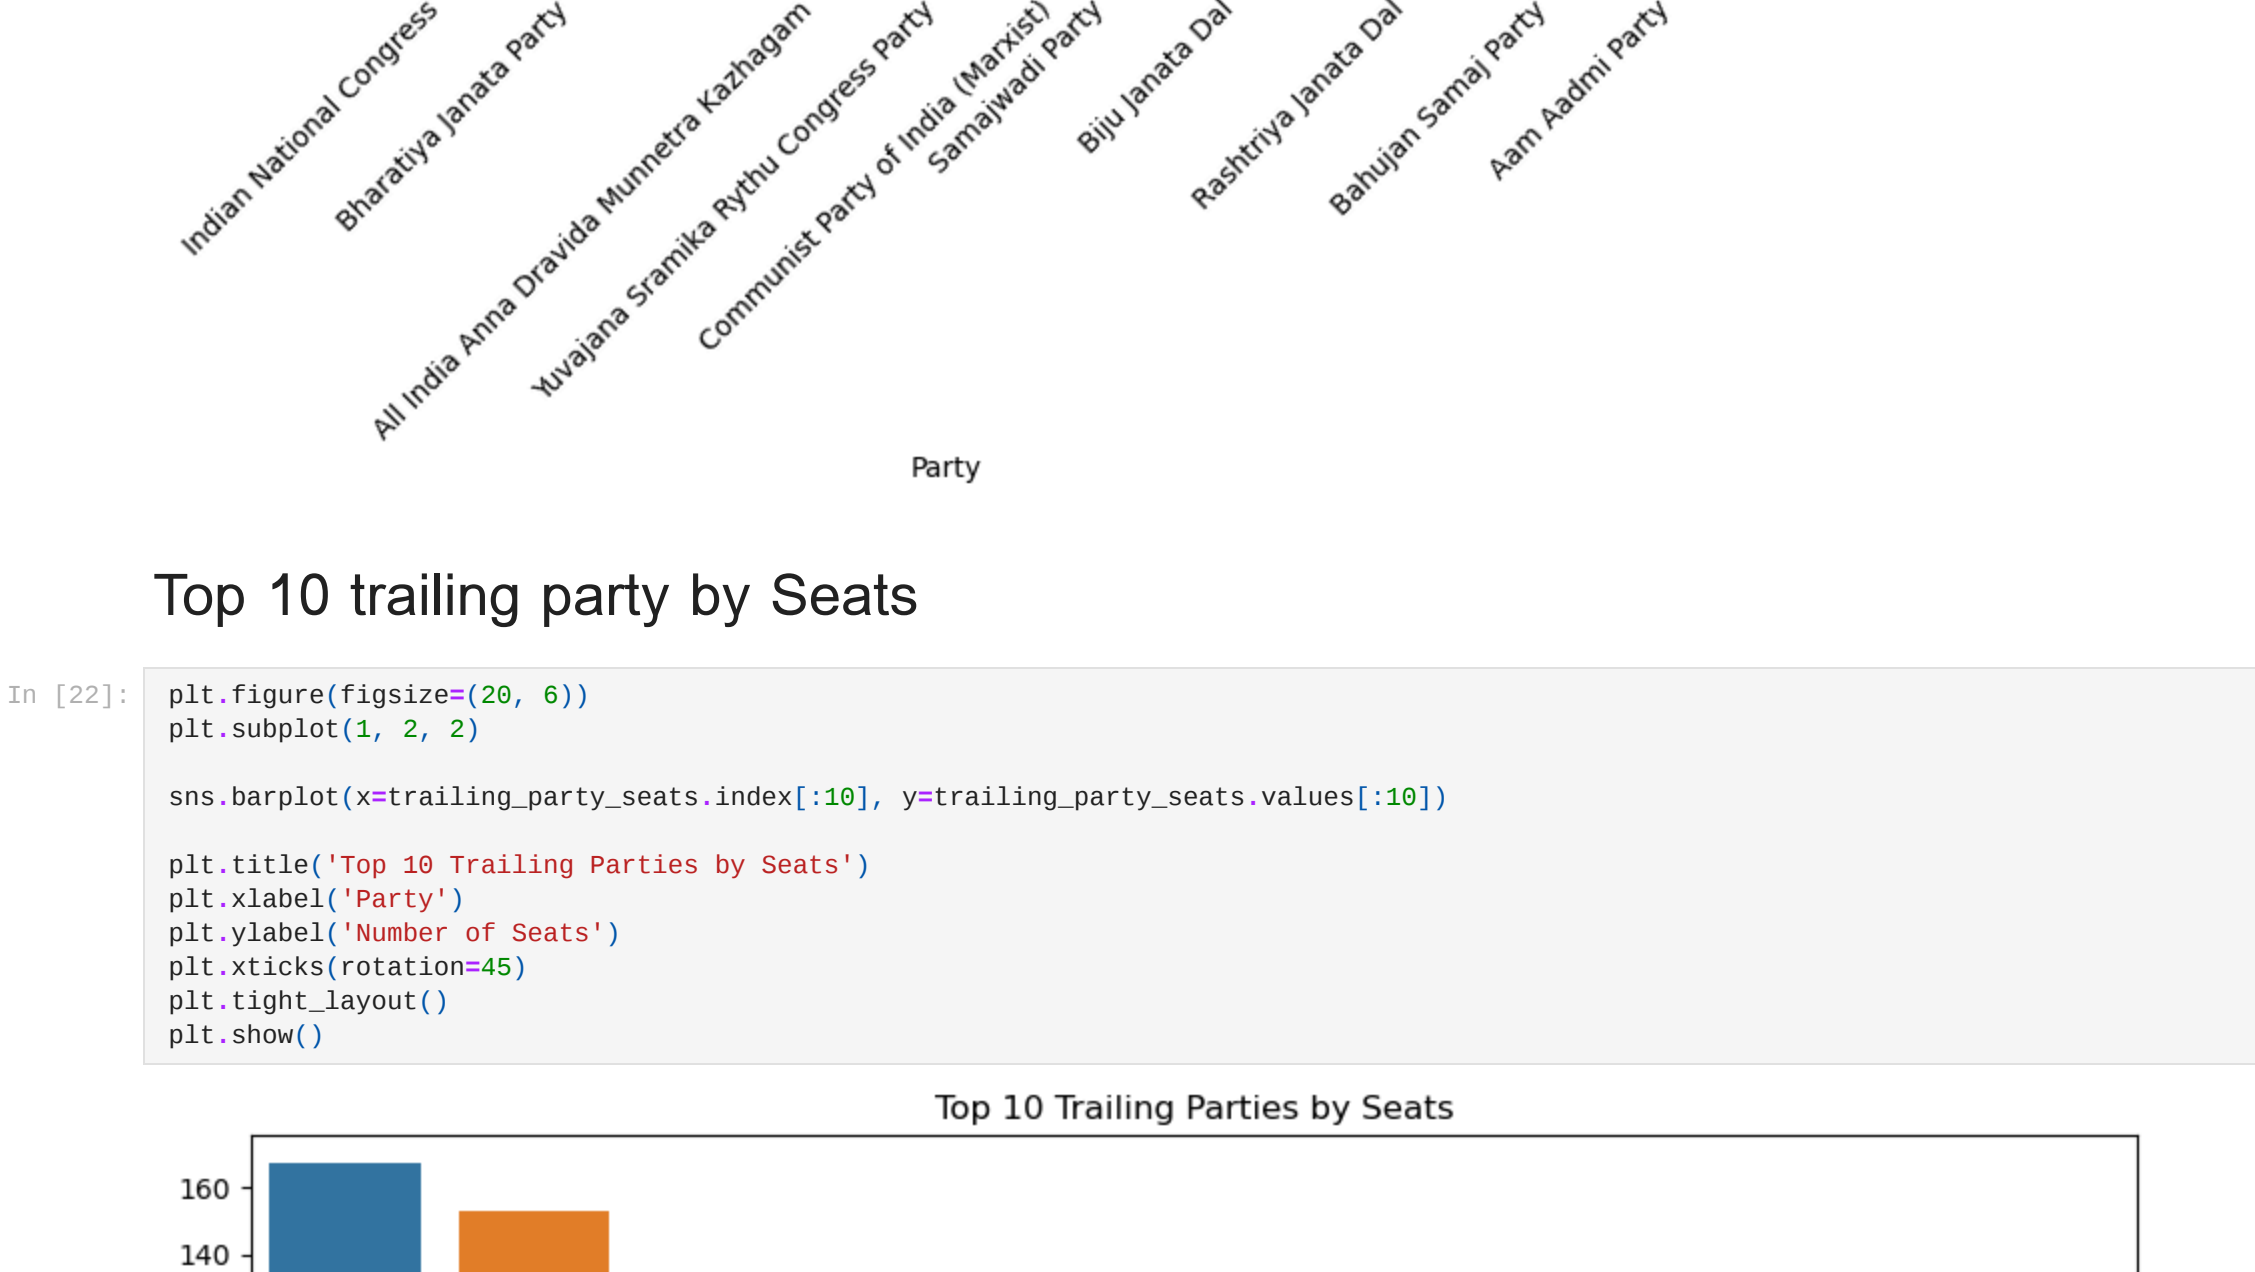 Indian National Congress
Bharatiya Janata Party
All India Anna Dravida Munnetra Kazhagam
Yuvajana Sramika Rythu Congress Party
Communist Party of India (Marxist)
Samajwadi Party
Biju Janata Dal
Rashtriya Janata Dal
Bahujan Samaj Party
Aam Aadmi Party
Party
Top 10 trailing party by Seats
In [22]:
plt.figure(figsize=(20, 6))
plt.subplot(1, 2, 2)
sns.barplot(x=trailing_party_seats.index[:10], y=trailing_party_seats.values[:10])
plt.title('Top 10 Trailing Parties by Seats')
plt.xlabel('Party')
plt.ylabel('Number of Seats')
plt.xticks(rotation=45)
plt.tight_layout()
plt.show()
Top 10 Trailing Parties by Seats
160
140